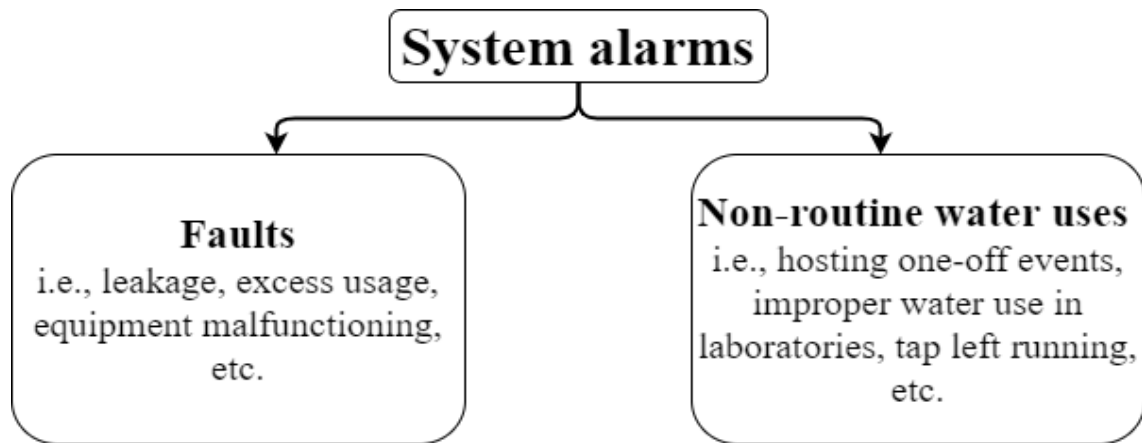 System alarms
Faults
i.e., leakage, excess usage,
equipment malfunctioning,
etc.
Non-routine water uses
i.e., hosting one-off events,
improper water use in
laboratories, tap left running,
etc.